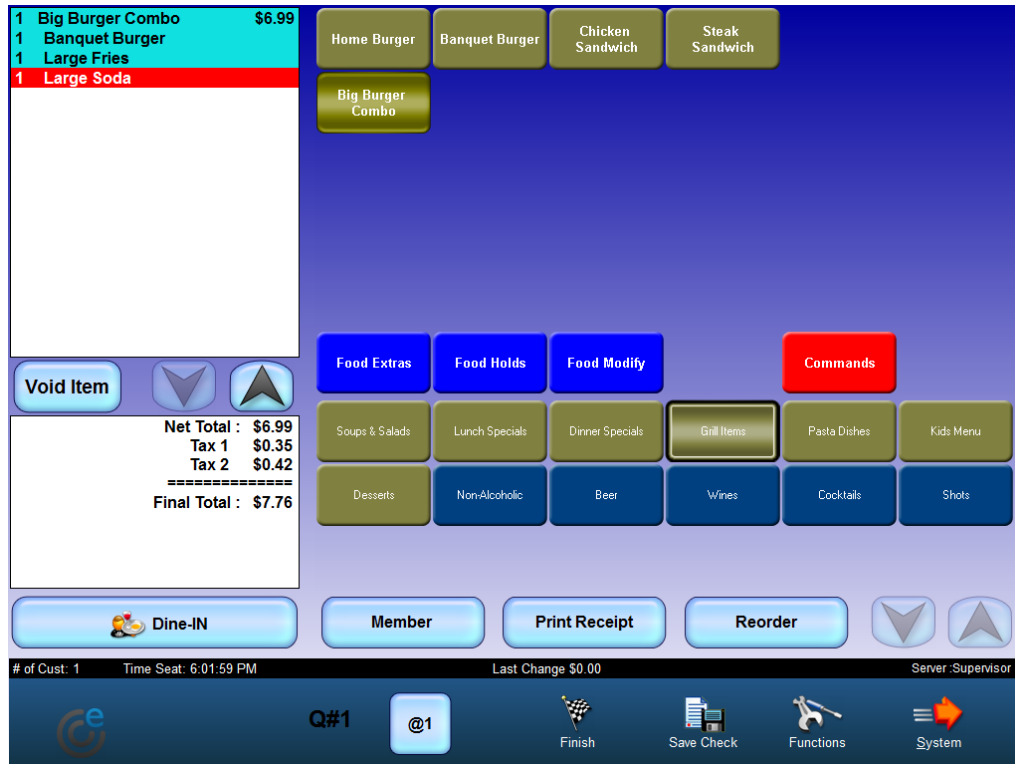 1 Big Burger Combo $6.99
1 Banquet Burger
1 Large Fries
1 Large Soda
Void Item
Net Total : $6.99
Tax 1 $0.35
Tax 2 $0.42
==============
Final Total : $7.76
Dine-IN
Home Burger
Banquet Burger
Chicken
Sandwich
Steak
Sandwich
Big Burger
Combo
Food Extras
Food Holds
Food Modify
Commands
Soups & Salads
Lunch Specials
Dinner Specials
Grill Items
Pasta Dishes
Kids Menu
Desserts
Non-Alcoholic
Beer
Wines
Cocktails
Shots
Member
Print Receipt
Reorder
# of Cust: 1 Time Seat: 6:01:59 PM Last Change $0.00 Server :Supervisor
e
Q#1
@1
Finish
Save Check
Functions
System